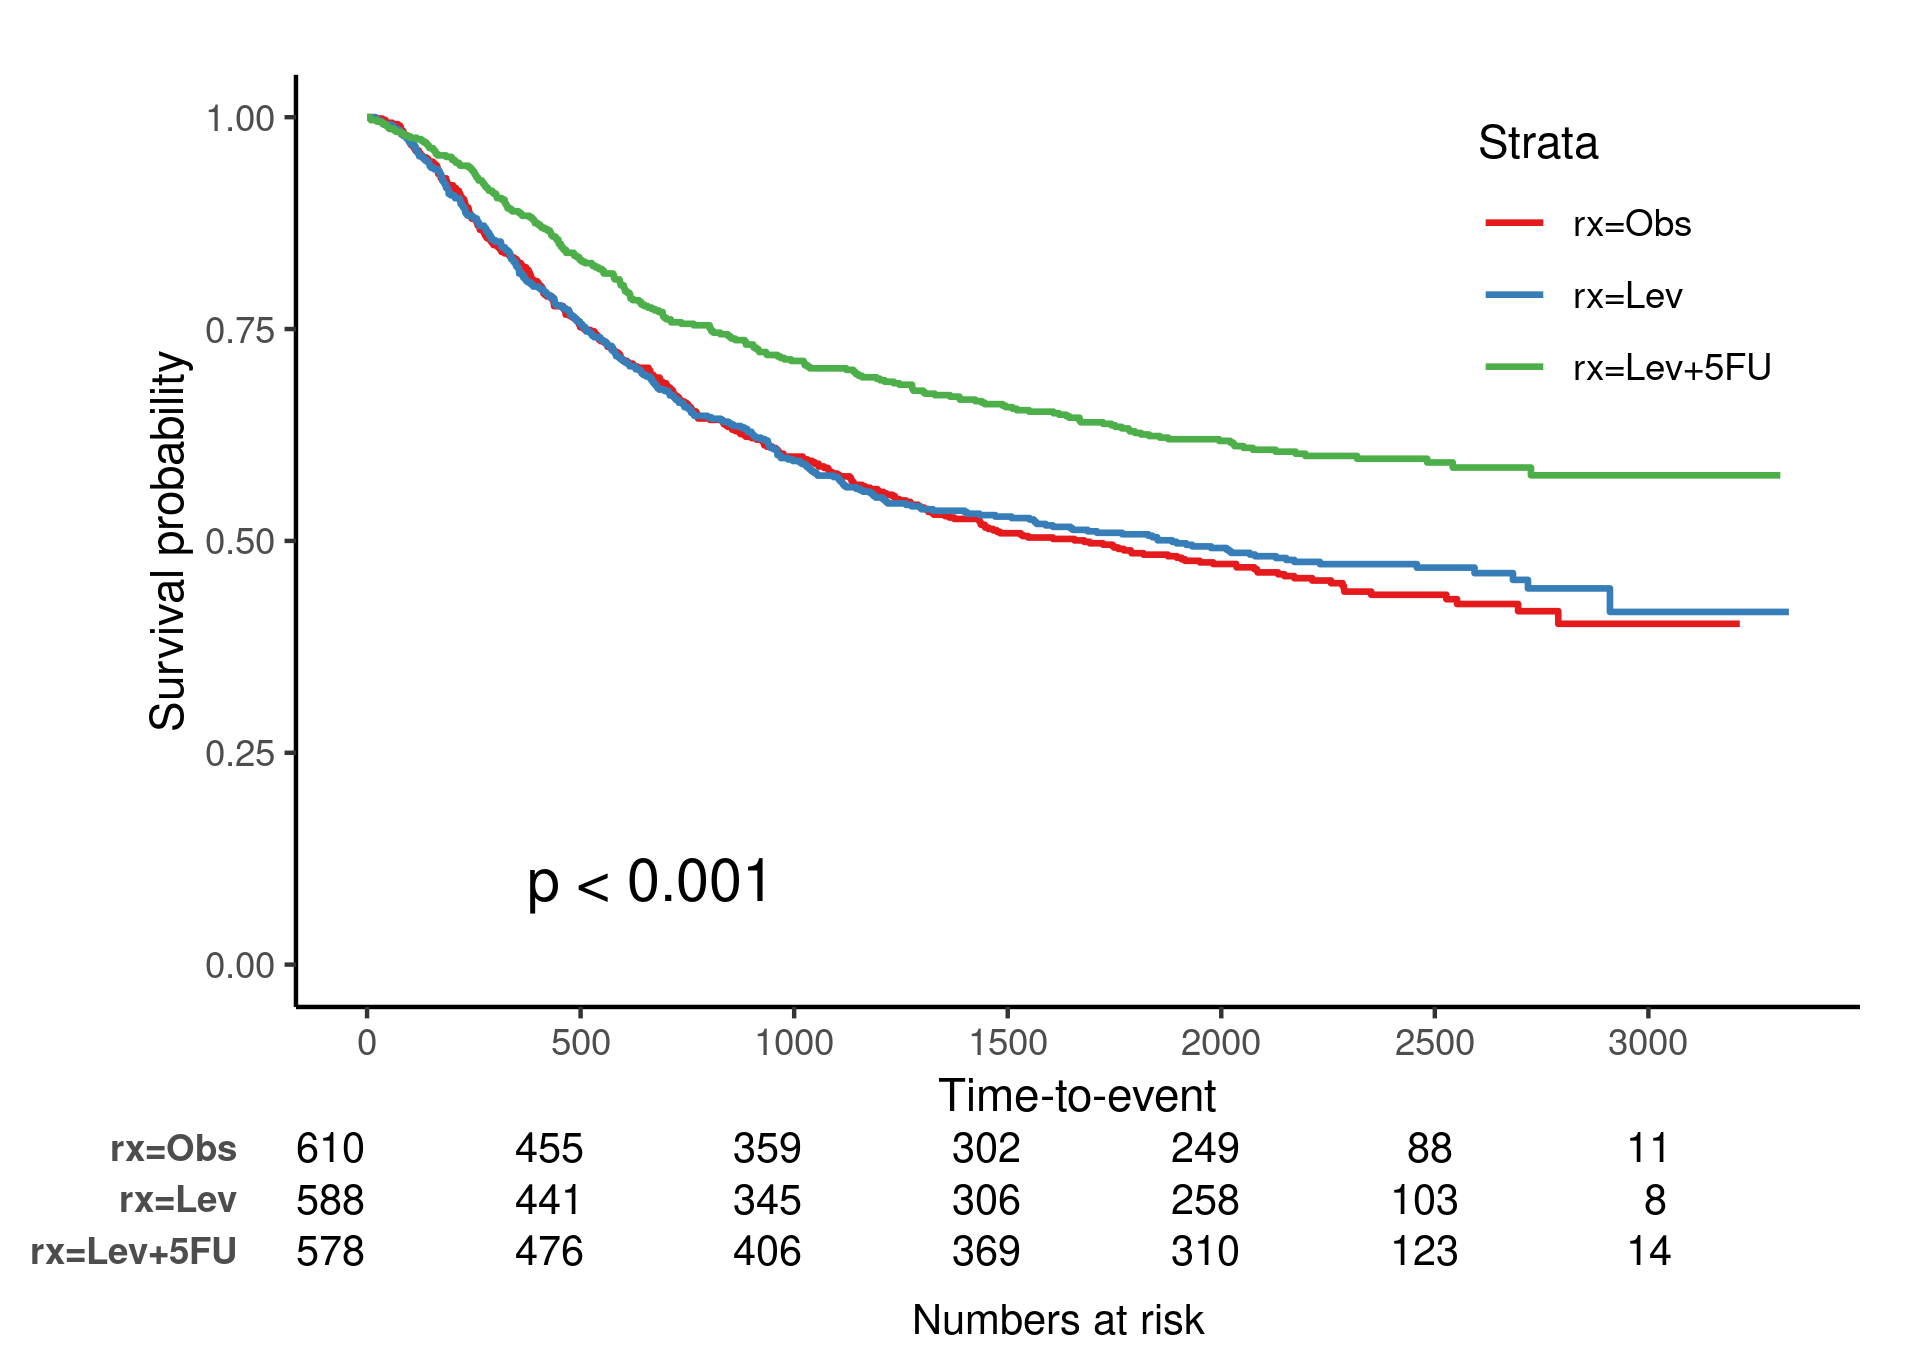 Strata
rx=Obs
rx=Lev
rx=Lev+5FU
Survival probability
1.00
0.75
0.50
0.25
0.00
p < 0.001
0 500 1000 1500 2000 2500 3000
Time-to-event
rx=Obs 610 455 359 302 249 88 11
rx=Lev 588 441 345 306 258 103 8
rx=Lev+5FU 578 476 406 369 310 123 14
Numbers at risk